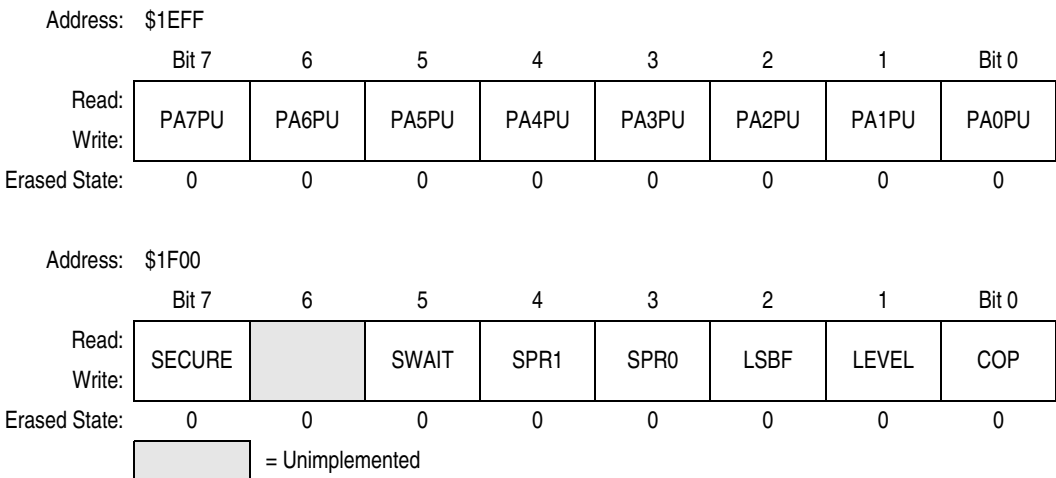 Address: $1EFF
Bit 7 6 5 4 3 2 1 Bit 0
Read:
PA7PU PA6PU PA5PU PA4PU PA3PU PA2PU PA1PU PA0PU
Write:
Erased State: 0 0 0 0 0 0 0 0
Address: $1F00
Bit 7 6 5 4 3 2 1 Bit 0
Read:
SECURE SWAIT SPR1 SPR0 LSBF LEVEL COP
Write:
Erased State: 0 0 0 0 0 0 0 0
= Unimplemented